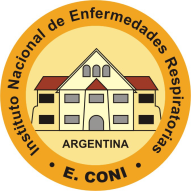 Instituto Nacional de Enfermedades Respiratorias
ARGENTINA
• E. CONI •